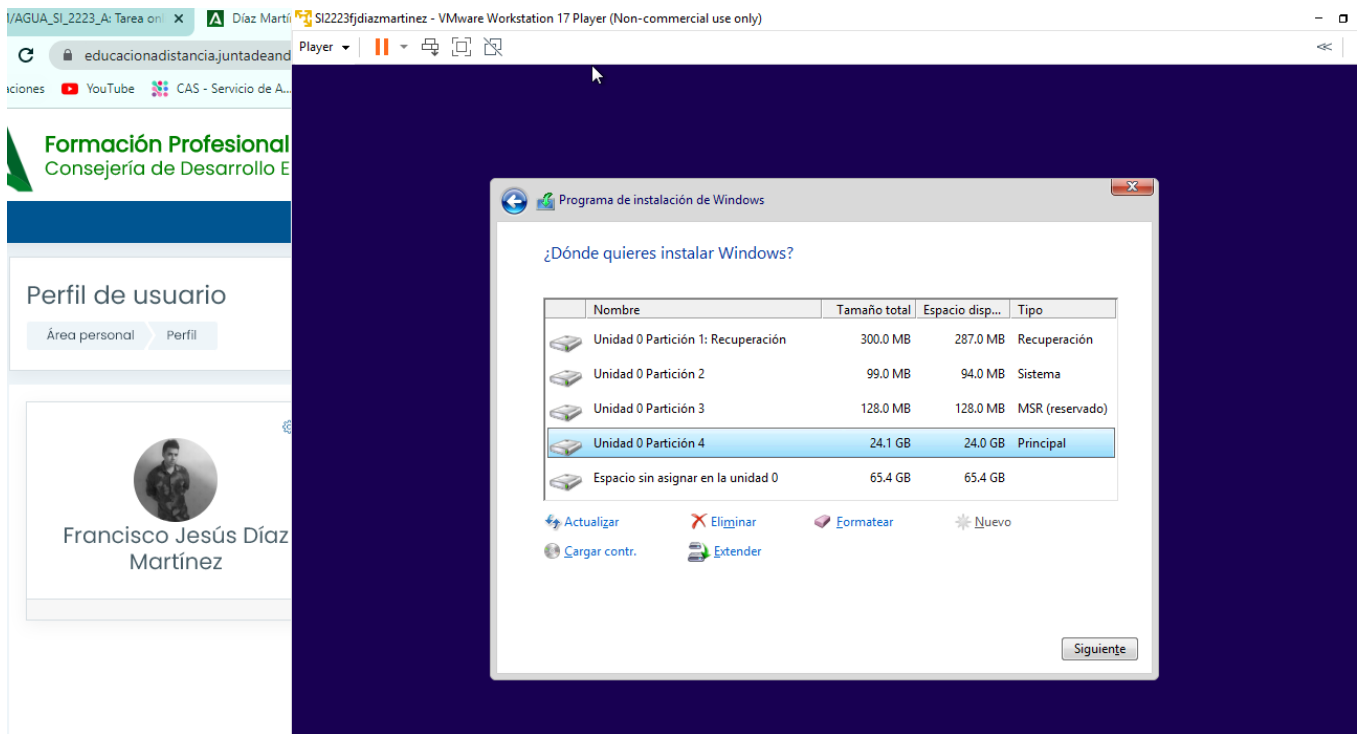 /AGUA_SI_2223_A: Tarea onl
Díaz Martí
SI2223fjdiazmartinez - VMware Workstation 17 Player (Non-commercial use only)
educacionadistancia.juntadeand
Player
YouTube
CAS - Servicio de A...
Formación Profesional
Consejería de Desarrollo E
Perfil de usuario
Área personal
Perfil
Francisco Jesús Díaz
Martínez
Programa de instalación de Windows
¿Dónde quieres instalar Windows?
Nombre Tamaño total Espacio disp... Tipo
Unidad 0 Partición 1: Recuperación 300.0 MB 287.0 MB Recuperación
Unidad 0 Partición 2 99.0 MB 94.0 MB Sistema
Unidad 0 Partición 3 128.0 MB 128.0 MB MSR (reservado)
Unidad 0 Partición 4 24.1 GB 24.0 GB Principal
Espacio sin asignar en la unidad 0 65.4 GB 65.4 GB
Actualizar Eliminar Formatear Nuevo
Cargar contr. Extender
Siguiente